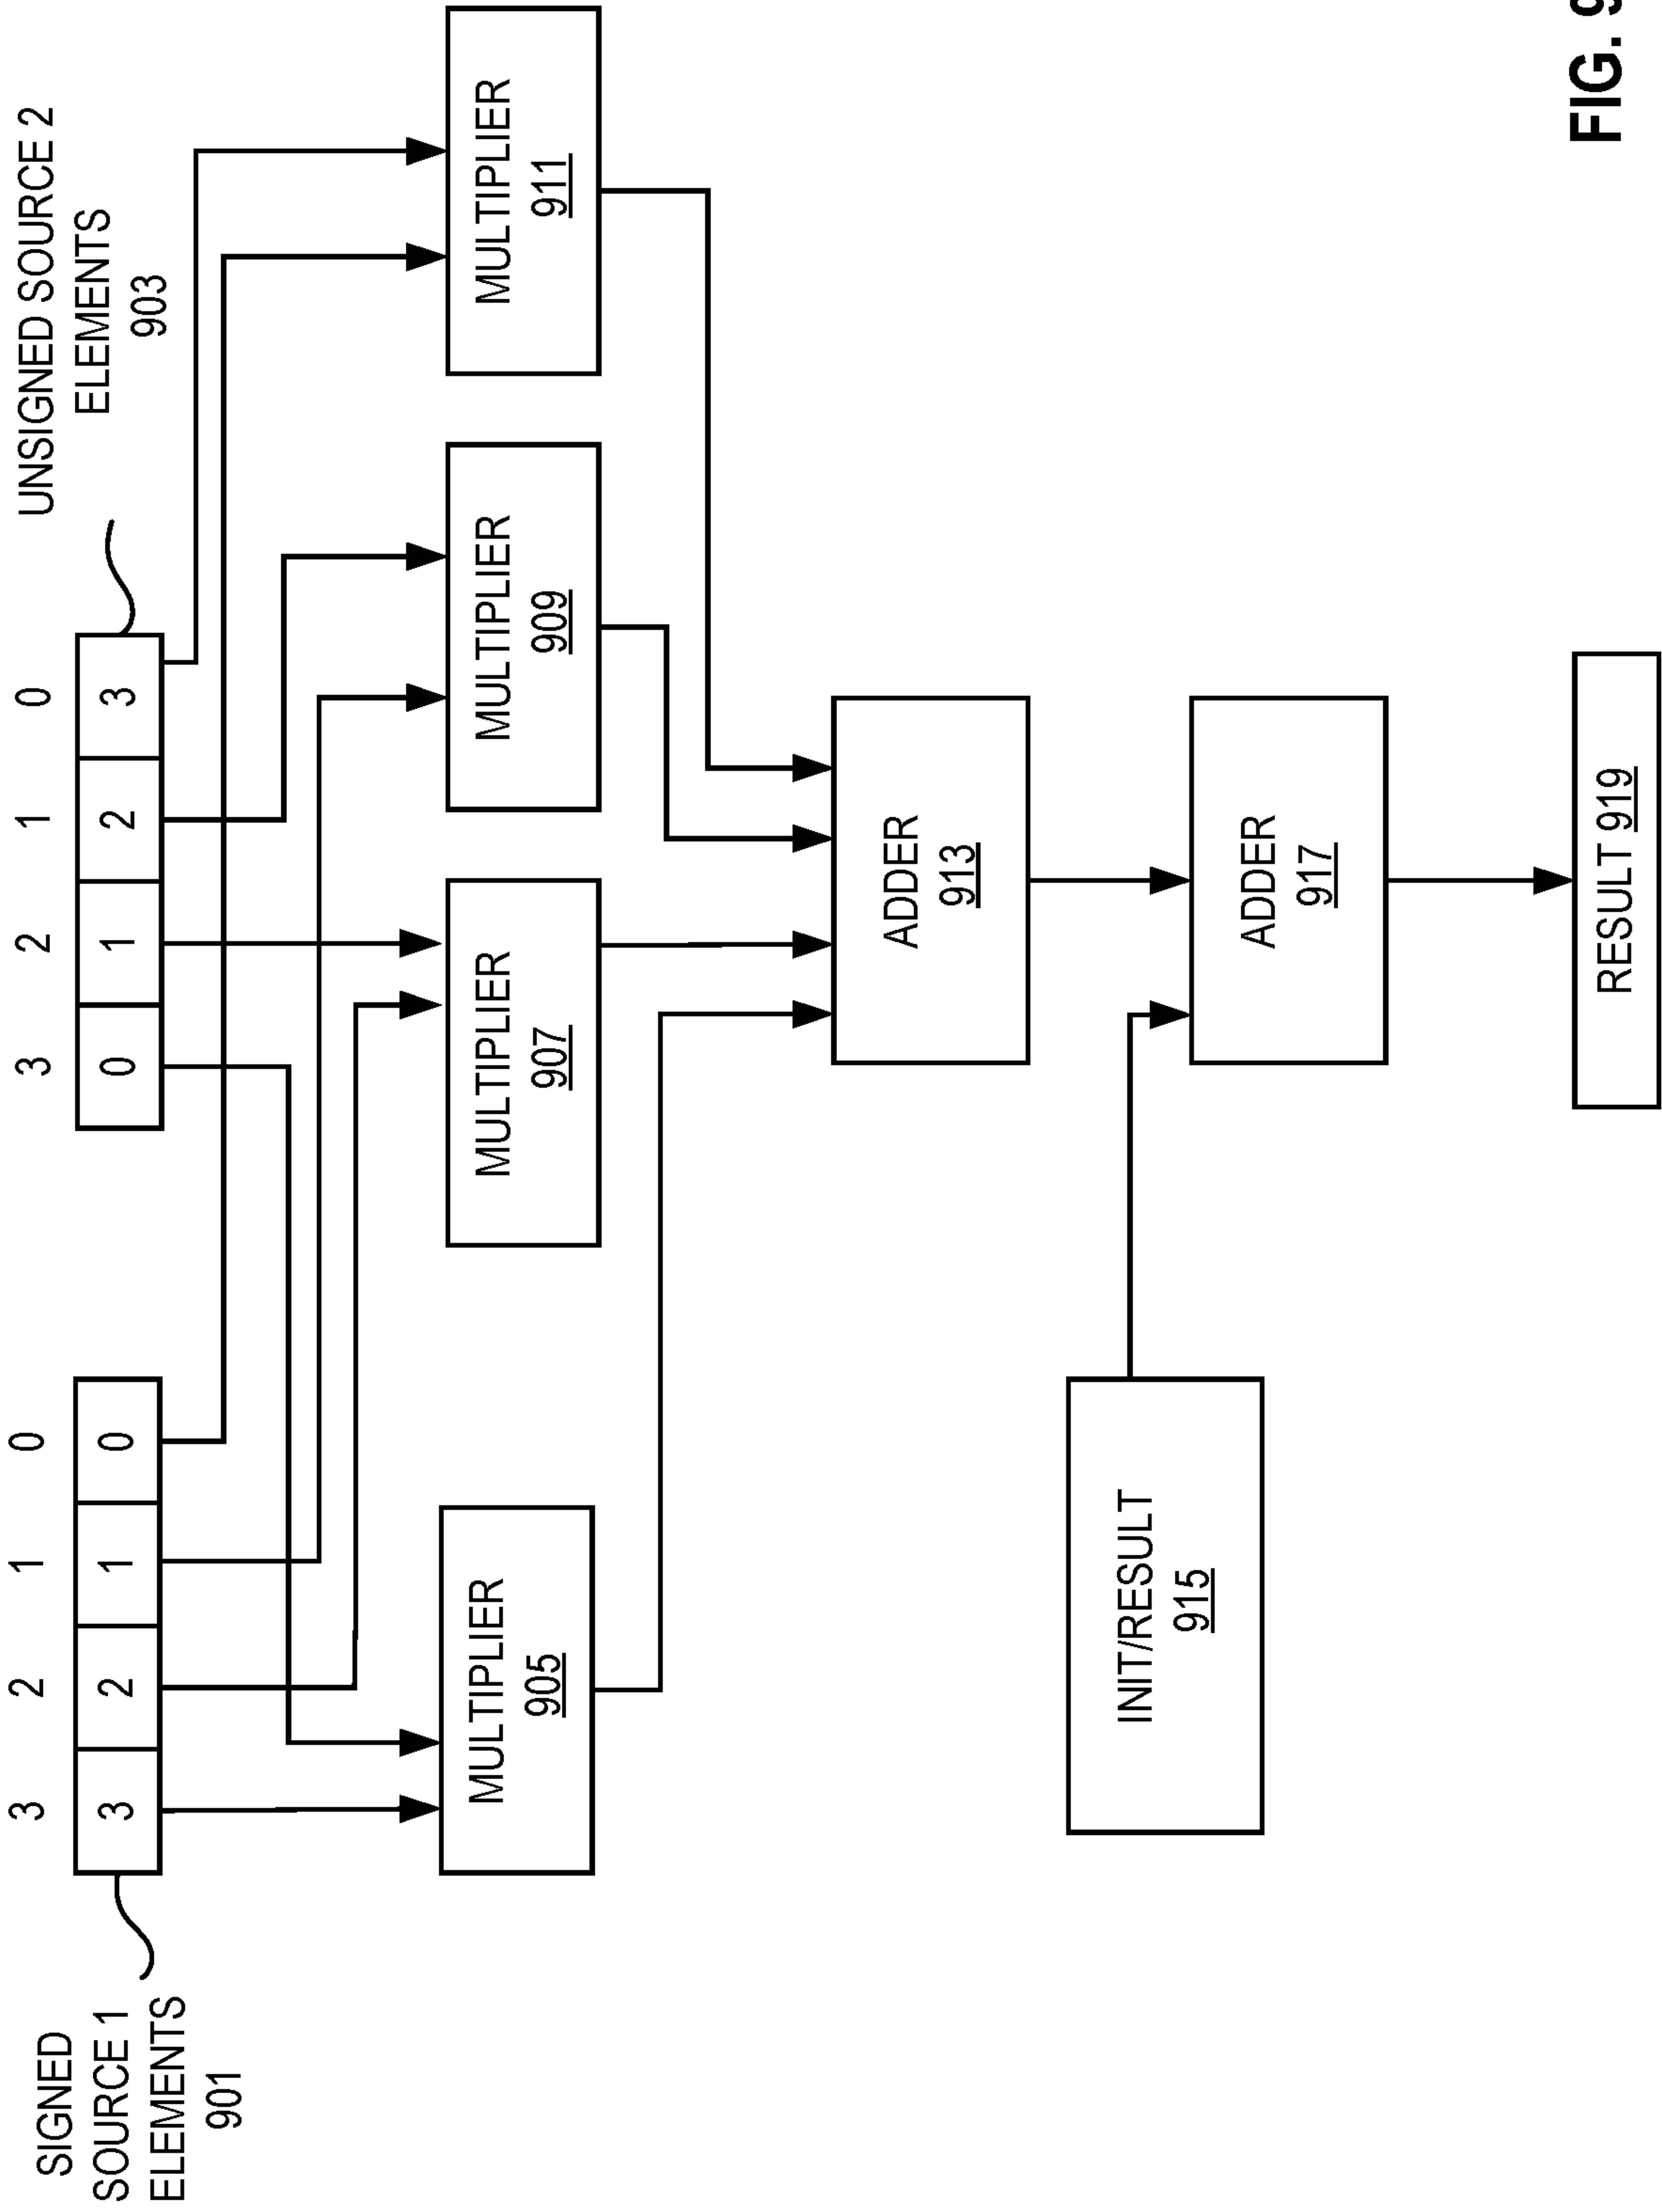 SIGNED
SOURCE 1
ELEMENTS
901
3 2 1 0
3 2 1 0
UNSIGNED SOURCE 2
ELEMENTS
903
3 2 1 0
0 1 2 3
MULTIPLIER
905
MULTIPLIER
907
MULTIPLIER
909
MULTIPLIER
911
ADDER
913
INIT/RESULT
915
ADDER
917
RESULT 919
FIG. 9